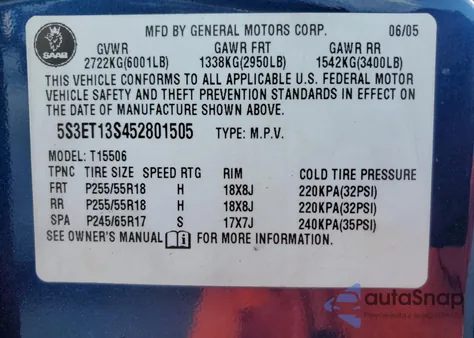 SAAB
MFD BY GENERAL MOTORS CORP. 06/05
GVWR GAWR FRT GAWR RR
2722KG(6001LB) 1338KG(2950LB) 1542KG(3400LB)
THIS VEHICLE CONFORMS TO ALL APPLICABLE U.S. FEDERAL MOTOR
VEHICLE SAFETY AND THEFT PREVENTION STANDARDS IN EFFECT ON
THE DATE OF MANUFACTURE SHOWN ABOVE.
5S3ET13S452801505 TYPE: M.P.V.
MODEL: T15506
TPNC TIRE SIZE SPEED RTG RIM COLD TIRE PRESSURE
FRT P255/55R18 H 18X8J 220KPA(32PSI)
RR P255/55R18 H 18X8J 220KPA(32PSI)
SPA P245/65R17 S 17X7J 240KPA(35PSI)
SEE OWNER'S MANUAL FOR MORE INFORMATION.
autoSnap